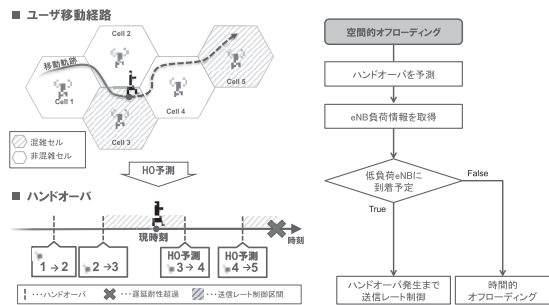 ■ ユーザ移動経路
Cell 2
移動軌跡
Cell 1
Cell 5
Cell 4
Cell 3
混雑セル
非混雑セル
HO予測
■ ハンドオーバ
現時刻
時刻
1→2
2→3
HO予測
3→4
HO予測
4→5
・・・ハンドオーバ
・・・遅延耐性超過
・・・送信レート制御区間
空間的オフローディング
ハンドオーバを予測
eNB負荷情報を取得
低負荷eNBに
到着予定
False
True
ハンドオーバ発生まで
送信レート制御
時間的
オフローディング